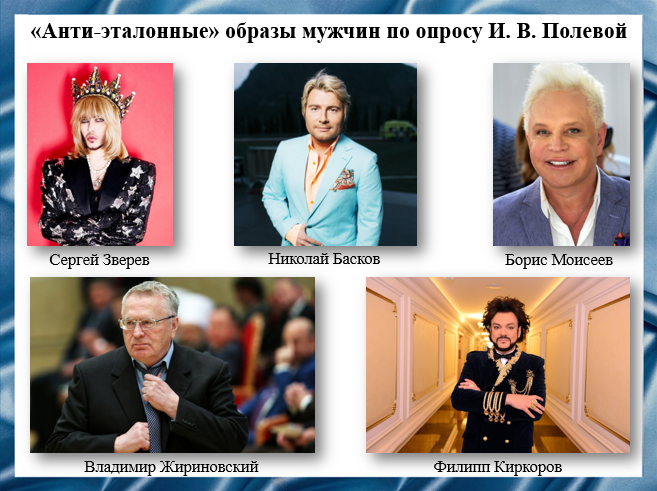 «Анти-эталонные» образы мужчин по опросу И. В. Полевой
Сергей Зверев
Николай Басков
Борис Моисеев
Владимир Жириновский
Филипп Киркоров